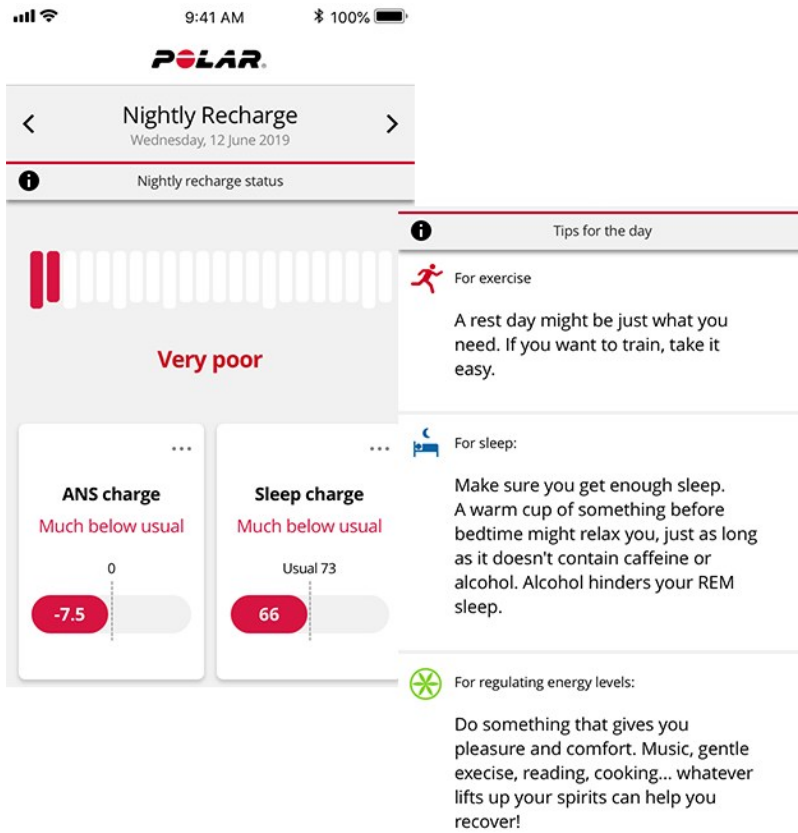 9:41 AM
100%
POLAR
Nightly Recharge
Wednesday, 12 June 2019
Nightly recharge status
Very poor
ANS charge
Much below usual
0
-7.5
Sleep charge
Much below usual
Usual 73
66
Tips for the day
For exercise
A rest day might be just what you
need. If you want to train, take it
easy.
For sleep:
Make sure you get enough sleep.
A warm cup of something before
bedtime might relax you, just as long
as it doesn't contain caffeine or
alcohol. Alcohol hinders your REM
sleep.
For regulating energy levels:
Do something that gives you
pleasure and comfort. Music, gentle
execise, reading, cooking... whatever
lifts up your spirits can help you
recover!